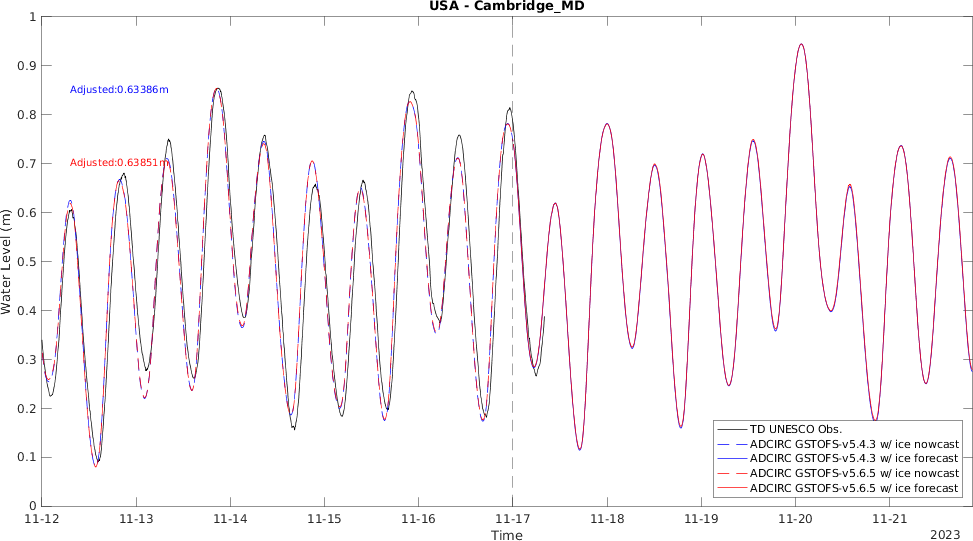 USA - Cambridge_MD
1
0.9
0.8
0.7
0.6
0.5
0.4
0.3
0.2
0.1
0
Water Level (m)
Adjusted:0.63386m
Adjusted:0.63851m
TD UNESCO Obs.
ADCIRC GSTOFS-v5.4.3 w/ ice nowcast
ADCIRC GSTOFS-v5.4.3 w/ ice forecast
ADCIRC GSTOFS-v5.6.5 w/ ice nowcast
ADCIRC GSTOFS-v5.6.5 w/ ice forecast
11-12 11-13 11-14 11-15 11-16 11-17 11-18 11-19 11-20 11-21
Time
2023